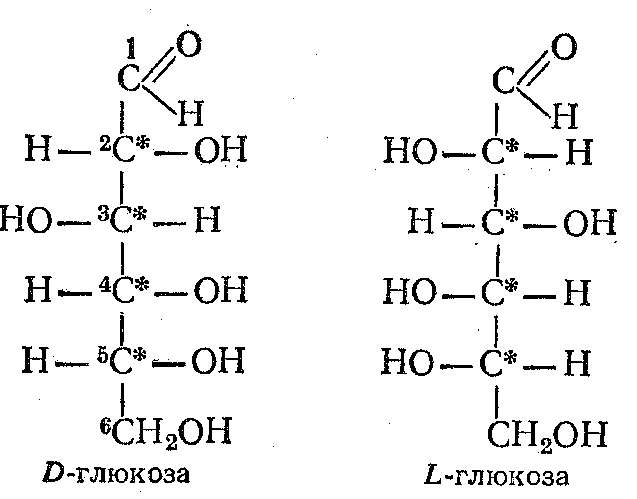 1 C O H
H ²C* OH
HO ³C* H
H ⁴C* OH
H ⁵C* OH
⁶CH₂OH
D-глюкоза
C O H
HO C* H
H C* OH
HO C* H
HO C* H
CH₂OH
L-глюкоза